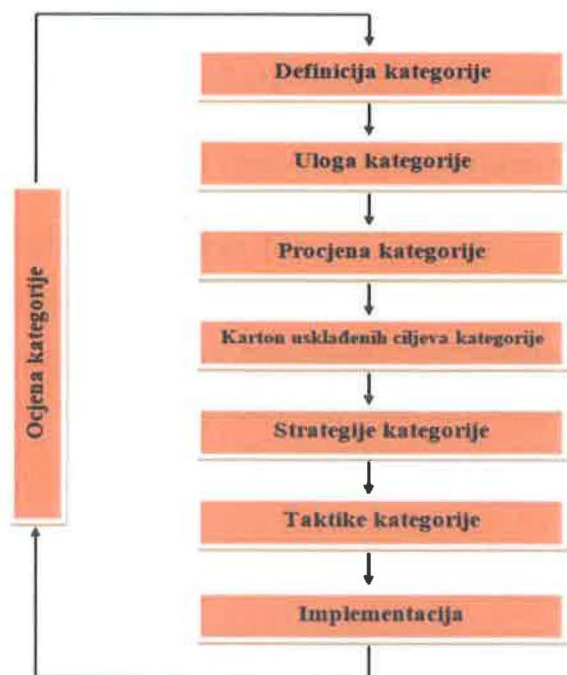 Definicija kategorije
Uloga kategorije
Procjena kategorije
Karton usklađenih ciljeva kategorije
Strategije kategorije
Taktike kategorije
Implementacija
Ocjena kategorije